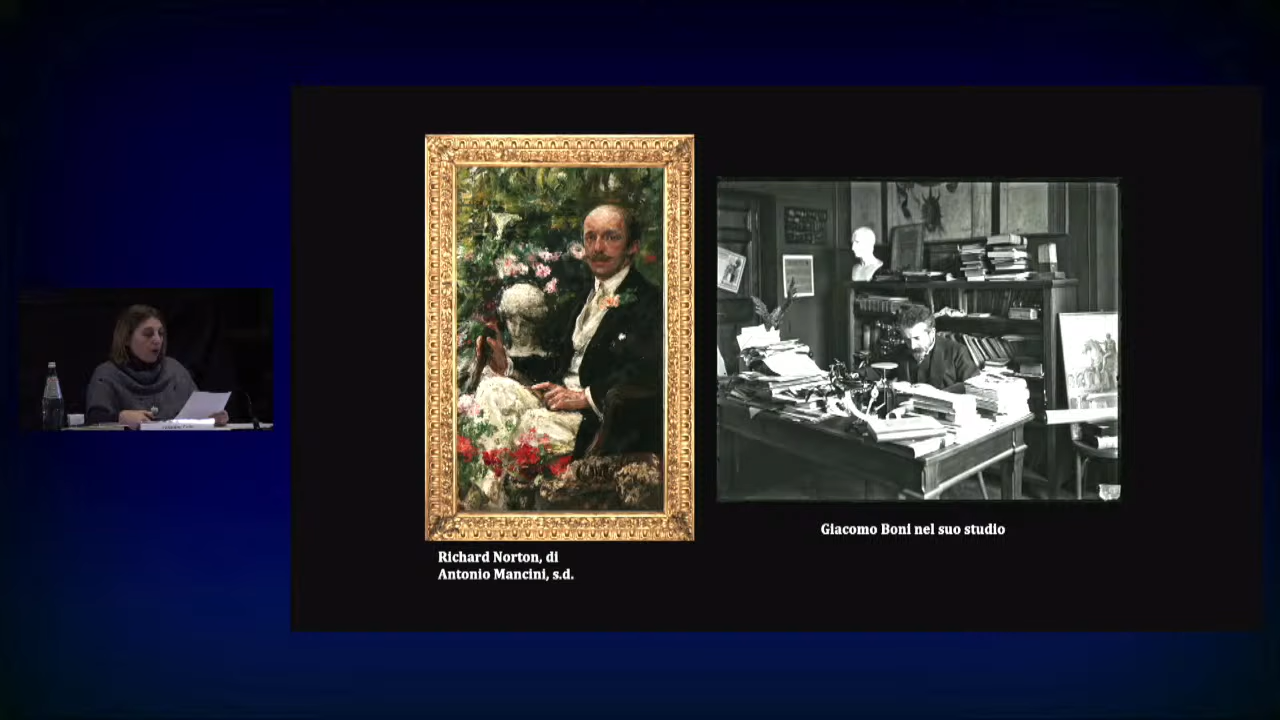 Richard Norton, di
Antonio Mancini, s.d.
Giacomo Boni nel suo studio